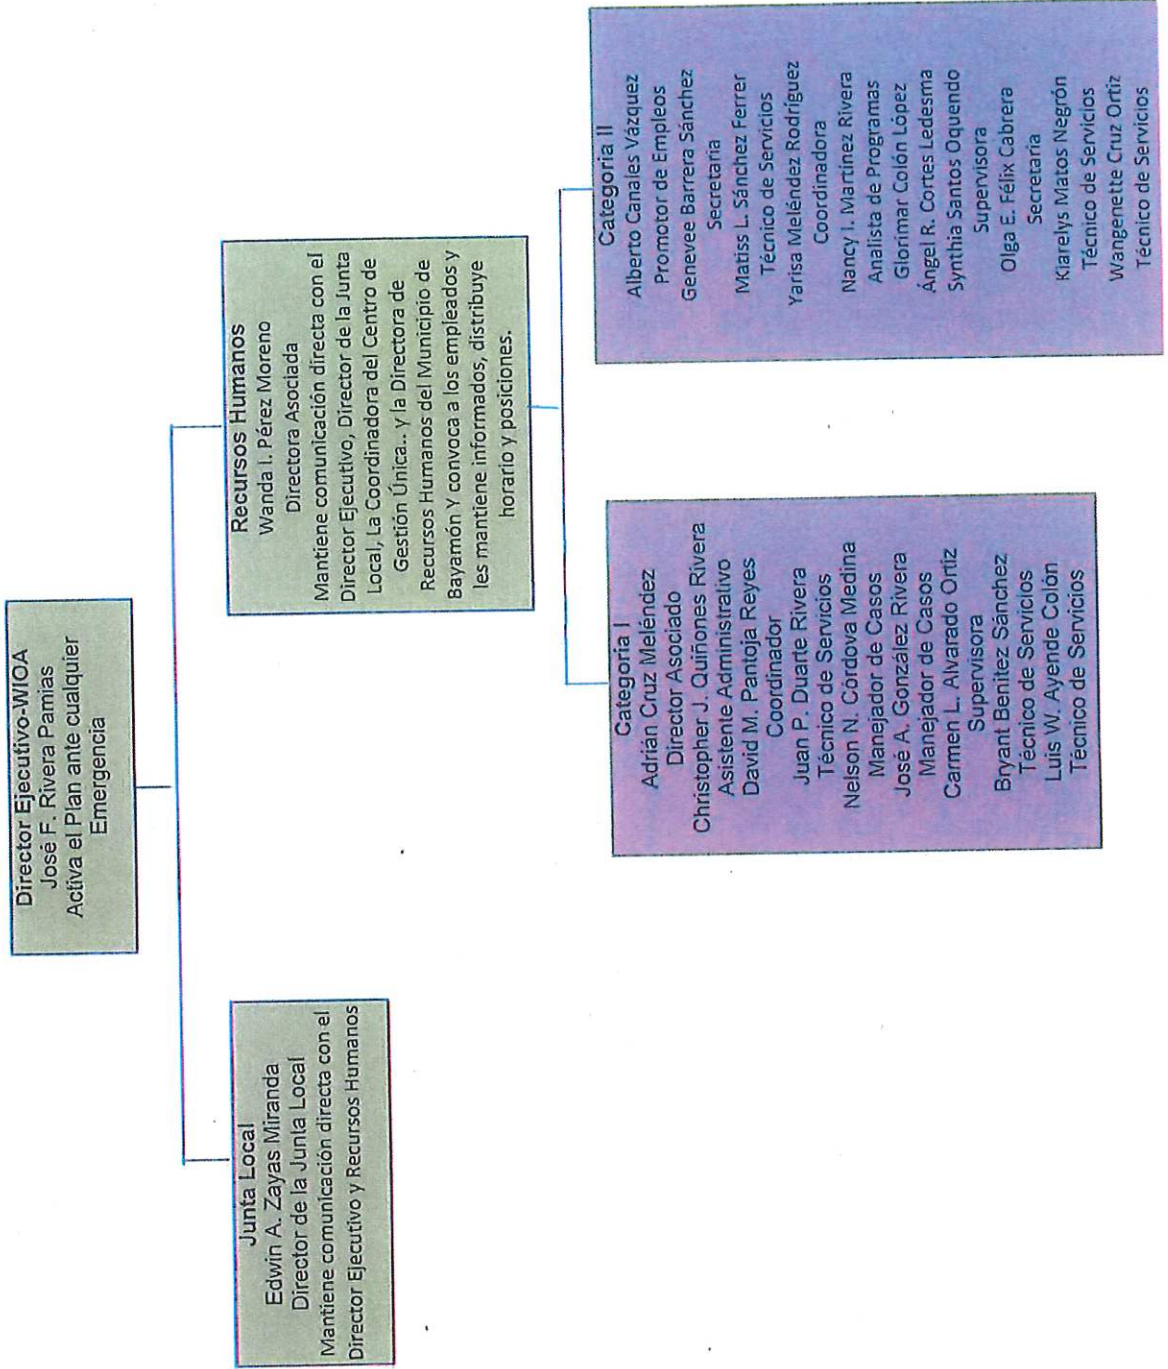 Director Ejecutivo-WIOA
José F. Rivera Pamias
Activa el Plan ante cualquier
Emergencia
Junta Local
Edwin A. Zayas Miranda
Director de la Junta Local
Mantiene comunicación directa con el
Director Ejecutivo y Recursos Humanos
Recursos Humanos
Wanda I. Pérez Moreno
Directora Asociada
Mantiene comunicación directa con el
Director Ejecutivo, Director de la Junta
Local, La Coordinadora del Centro de
Gestión Única.. y la Directora de
Recursos Humanos del Municipio de
Bayamón Y convoca a los empleados y
les mantiene informados, distribuye
horario y posiciones.
Categoría I
Adrián Cruz Meléndez
Director Asociado
Christopher J. Quiñones Rivera
Asistente Administrativo
David M. Pantoja Reyes
Coordinador
Juan P. Duarte Rivera
Técnico de Servicios
Nelson N. Córdova Medina
Manejador de Casos
José A. González Rivera
Manejador de Casos
Carmen L. Alvarado Ortiz
Supervisora
Bryant Benítez Sánchez
Técnico de Servicios
Luis W. Ayende Colón
Técnico de Servicios
Categoria II
Alberto Canales Vázquez
Promotor de Empleos
Genevee Barrera Sánchez
Secretaria
Matiss L. Sánchez Ferrer
Técnico de Servicios
Yarisa Meléndez Rodríguez
Coordinadora
Nancy I. Martínez Rivera
Analista de Programas
Glorimar Colón López
Ángel R. Cortes Ledesma
Synthia Santos Oquendo
Supervisora
Olga E. Félix Cabrera
Secretaria
Kiarelys Matos Negrón
Técnico de Servicios
Wangenette Cruz Ortiz
Técnico de Servicios